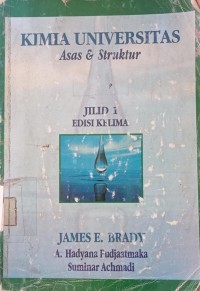 KIMIA UNIVERSITAS
Asas & Struktur
JILID 1
EDISI KELIMA
JAMES E. BRADY
A. Hadyana Pudjaatmaka
Suminar Achmadi